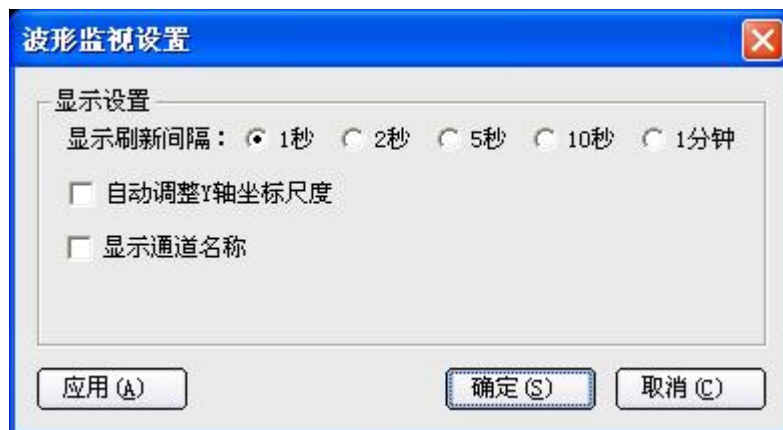 波形监视设置
显示设置
显示刷新间隔： 1秒 2秒 5秒 10秒 1分钟
自动调整Y轴坐标尺度
显示通道名称
应用(A) 确定(S) 取消(C)